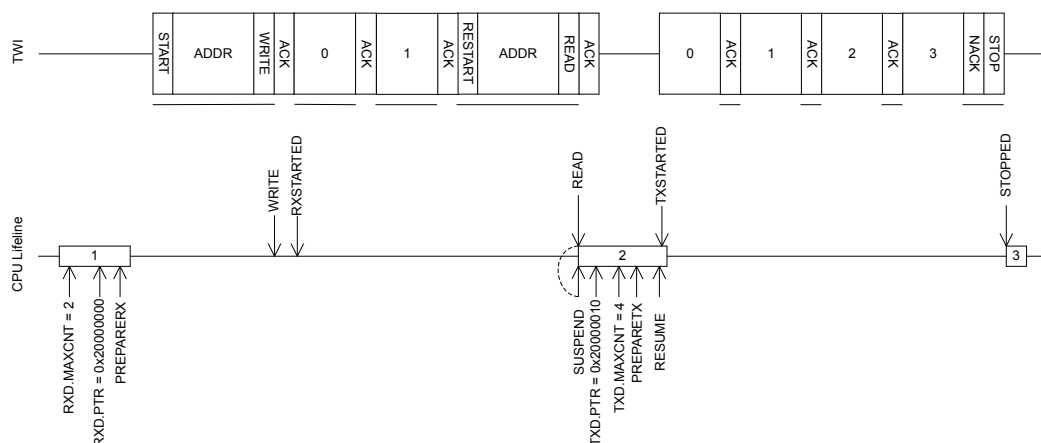 TWI
START
ADDR
WRITE
ACK
0
ACK
1
ACK
RESTART
ADDR
READ
ACK
0
ACK
1
ACK
2
ACK
3
NACK
STOP
CPU Lifeline
WRITE
RXSTARTED
READ
TXSTARTED
STOPPED
1
2
3
RXD.MAXCNT = 2
RXD.PTR = 0x20000000
PREPARERX
SUSPEND
TXD.PTR = 0x20000010
TXD.MAXCNT = 4
PREPARETX
RESUME